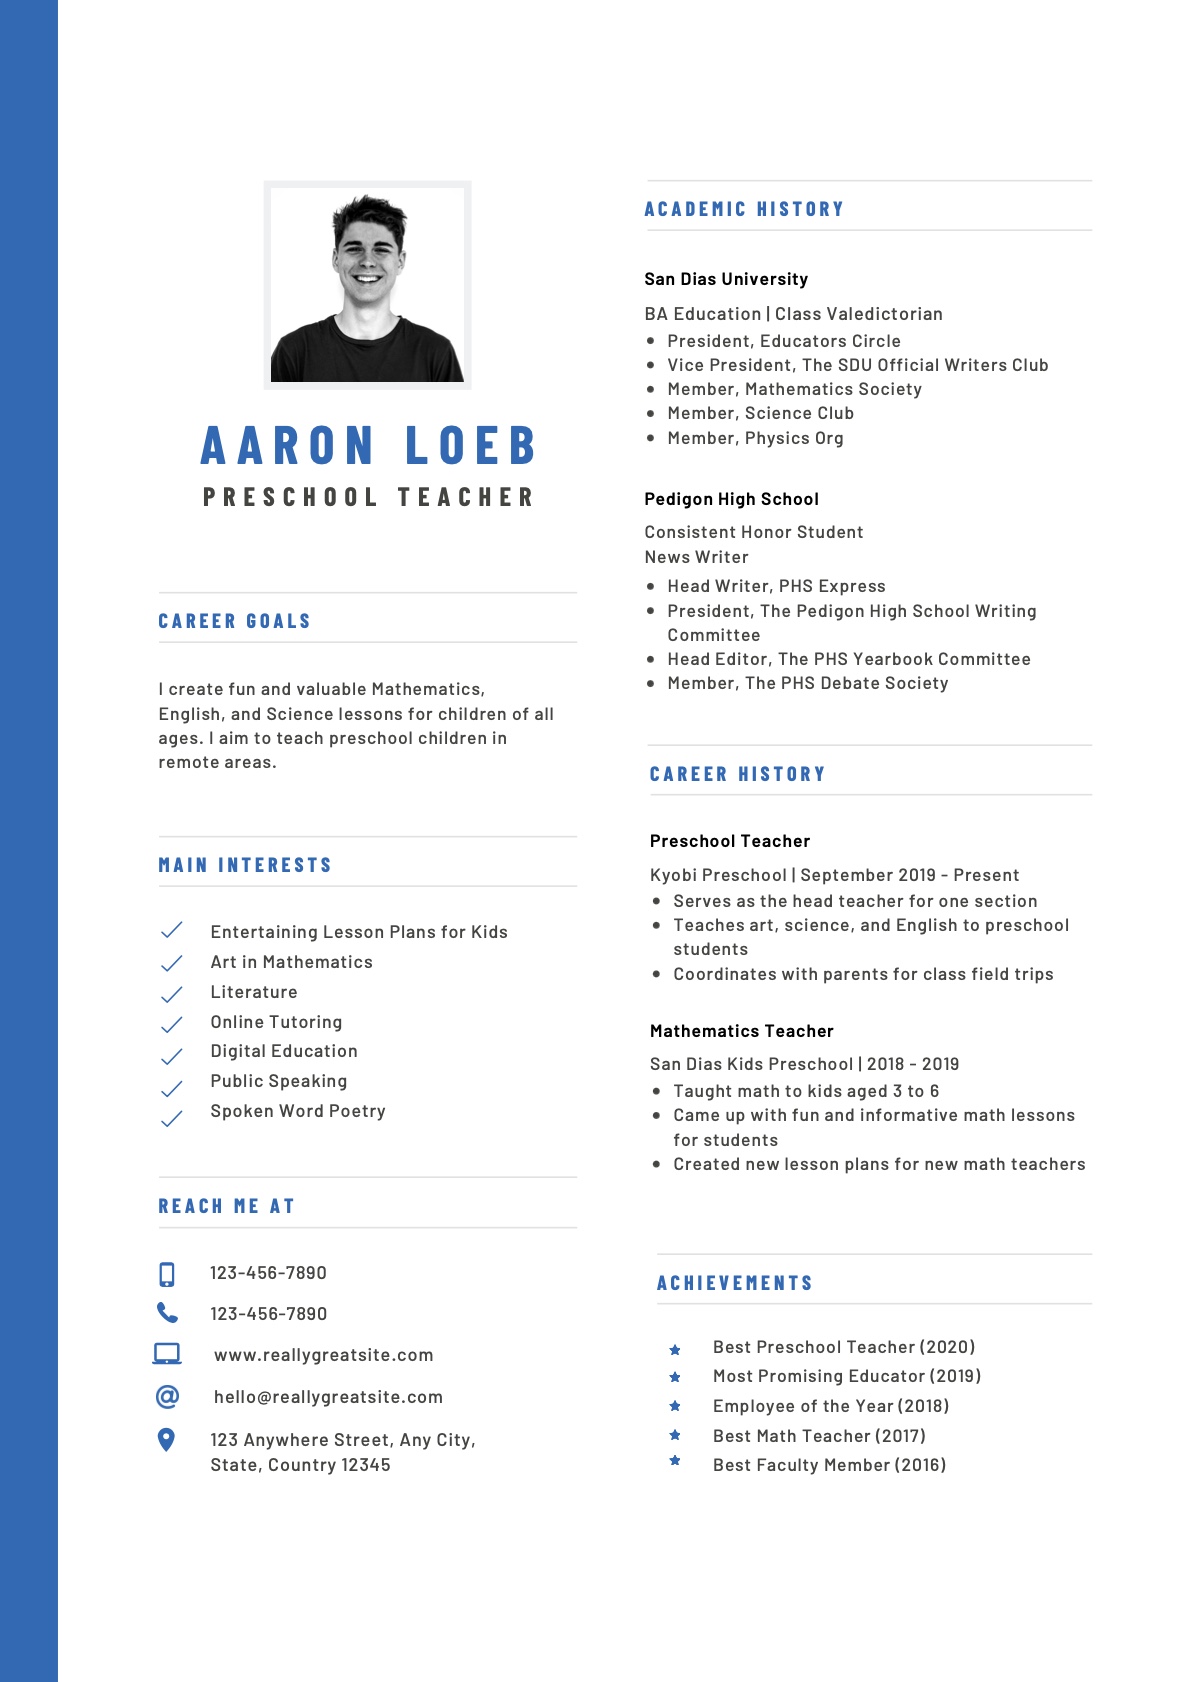 AARON LOEB
PRESCHOOL TEACHER
CAREER GOALS
I create fun and valuable Mathematics,
English, and Science lessons for children of all
ages. I aim to teach preschool children in
remote areas.
MAIN INTERESTS
Entertaining Lesson Plans for Kids
Art in Mathematics
Literature
Online Tutoring
Digital Education
Public Speaking
Spoken Word Poetry
REACH ME AT
123-456-7890
123-456-7890
www.reallygreatsite.com
hello@reallygreatsite.com
123 Anywhere Street, Any City,
State, Country 12345
ACADEMIC HISTORY
San Dias University
BA Education | Class Valedictorian
• President, Educators Circle
• Vice President, The SDU Official Writers Club
• Member, Mathematics Society
• Member, Science Club
• Member, Physics Org
Pedigon High School
Consistent Honor Student
News Writer
• Head Writer, PHS Express
• President, The Pedigon High School Writing
Committee
• Head Editor, The PHS Yearbook Committee
• Member, The PHS Debate Society
CAREER HISTORY
Preschool Teacher
Kyobi Preschool | September 2019 - Present
• Serves as the head teacher for one section
• Teaches art, science, and English to preschool
students
• Coordinates with parents for class field trips
Mathematics Teacher
San Dias Kids Preschool | 2018 - 2019
• Taught math to kids aged 3 to 6
• Came up with fun and informative math lessons
for students
• Created new lesson plans for new math teachers
ACHIEVEMENTS
Best Preschool Teacher (2020)
Most Promising Educator (2019)
Employee of the Year (2018)
Best Math Teacher (2017)
Best Faculty Member (2016)